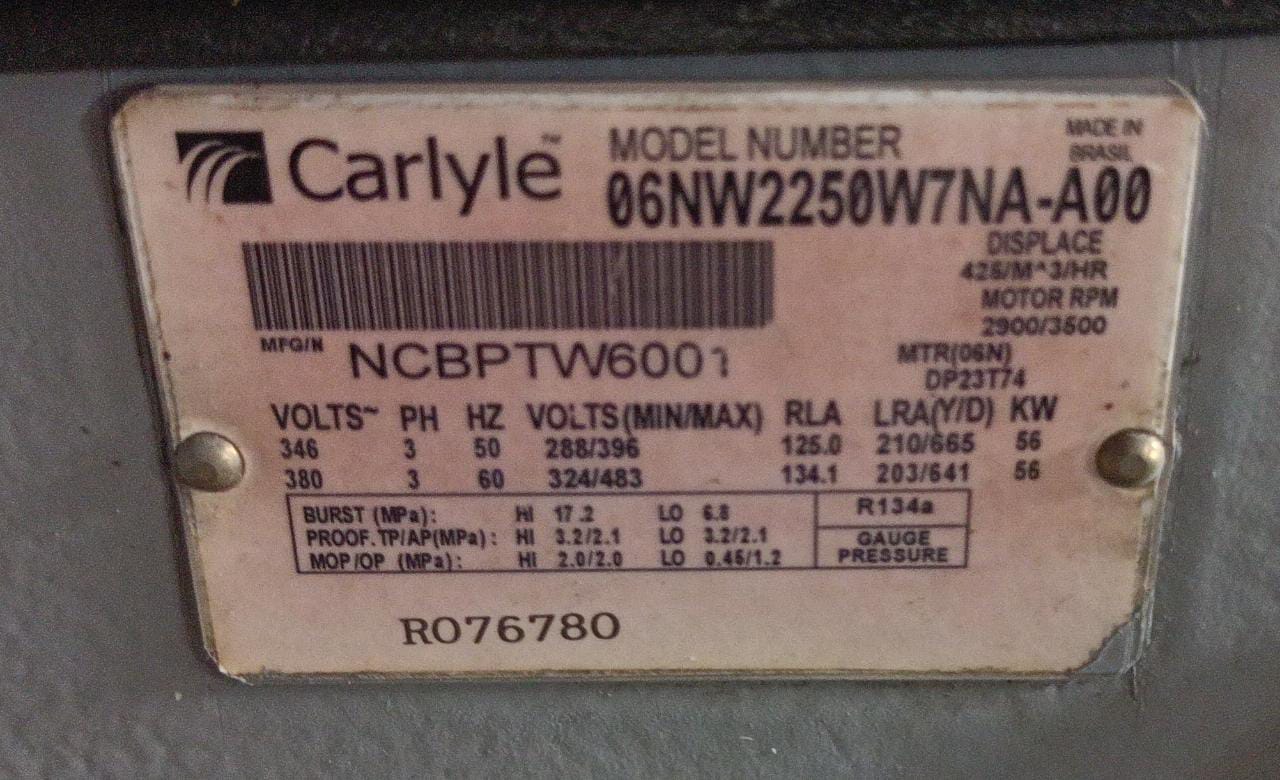 Carlyle™
MODEL NUMBER
MADE IN
BRASIL
06NW2250W7NA-A00
DISPLACE
425/M^3/HR
MOTOR RPM
2900/3500
MFG/N NCBPTW6001
MTR(06N)
DP23T74
VOLTS~ PH HZ VOLTS(MIN/MAX) RLA LRA(Y/D) KW
346 3 50 288/396 125.0 210/665 56
380 3 60 324/483 134.1 203/641 56
BURST (MPa): HI 17.2 LO 6.8
PROOF.TP/AP(MPa): HI 3.2/2.1 LO 3.2/2.1
MOP/OP (MPa): HI 2.0/2.0 LO 0.45/1.2
R134a
GAUGE
PRESSURE
R076780